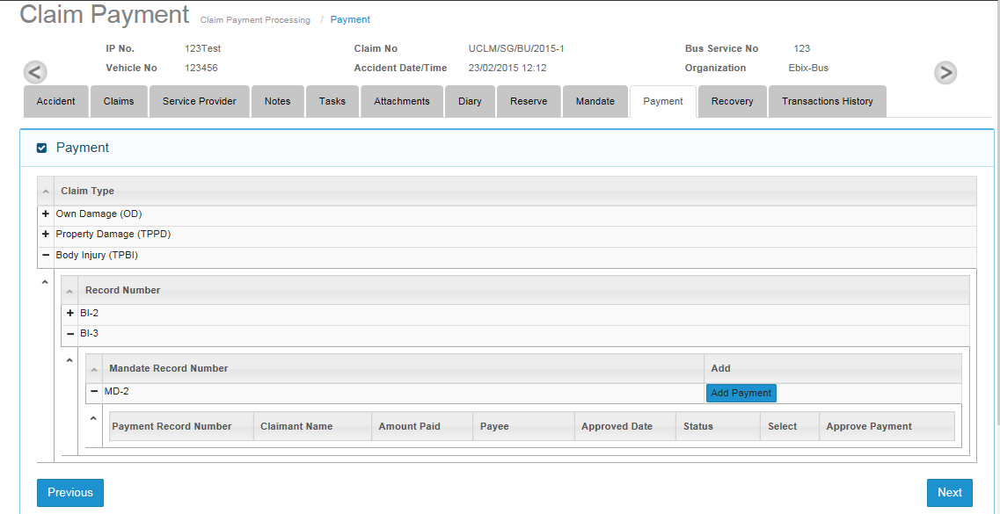 Claim Payment Claim Payment Processing / Payment
IP No. 123Test Claim No UCLM/SG/BU/2015-1 Bus Service No 123
Vehicle No 123456 Accident Date/Time 23/02/2015 12:12 Organization Ebix-Bus
Accident Claims Service Provider Notes Tasks Attachments Diary Reserve Mandate Payment Recovery Transactions History
Payment
Claim Type
+ Own Damage (OD)
+ Property Damage (TPPD)
− Body Injury (TPBI)
Record Number
+ BI-2
− BI-3
Mandate Record Number Add
− MD-2 Add Payment
Payment Record Number Claimant Name Amount Paid Payee Approved Date Status Select Approve Payment
Previous Next